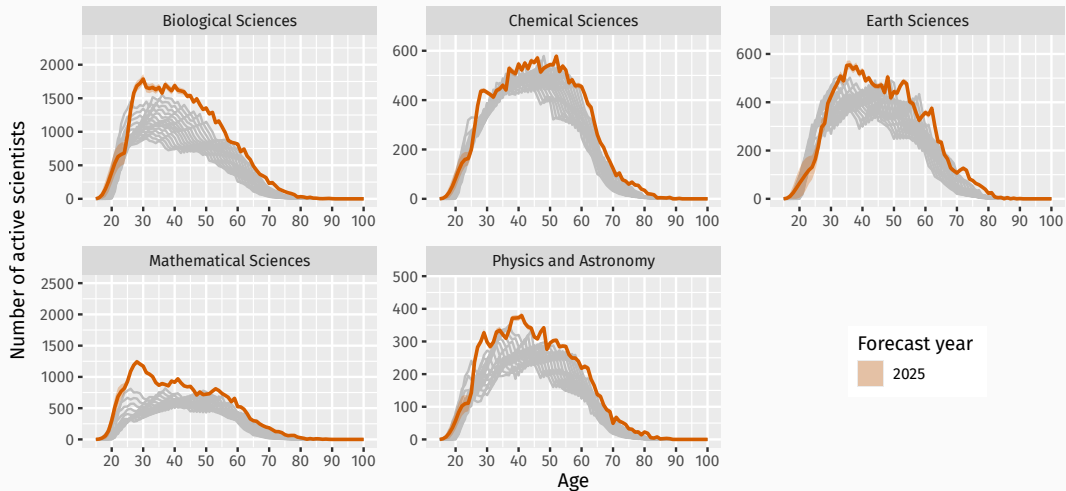 Biological Sciences
Chemical Sciences
Earth Sciences
2000
1500
1000
500
0
600
400
200
0
600
400
200
0
20 30 40 50 60 70 80 90 100
20 30 40 50 60 70 80 90 100
20 30 40 50 60 70 80 90 100
Number of active scientists
Mathematical Sciences
Physics and Astronomy
2500
2000
1500
1000
500
0
500
400
300
200
100
0
20 30 40 50 60 70 80 90 100
20 30 40 50 60 70 80 90 100
Age
Forecast year
2025